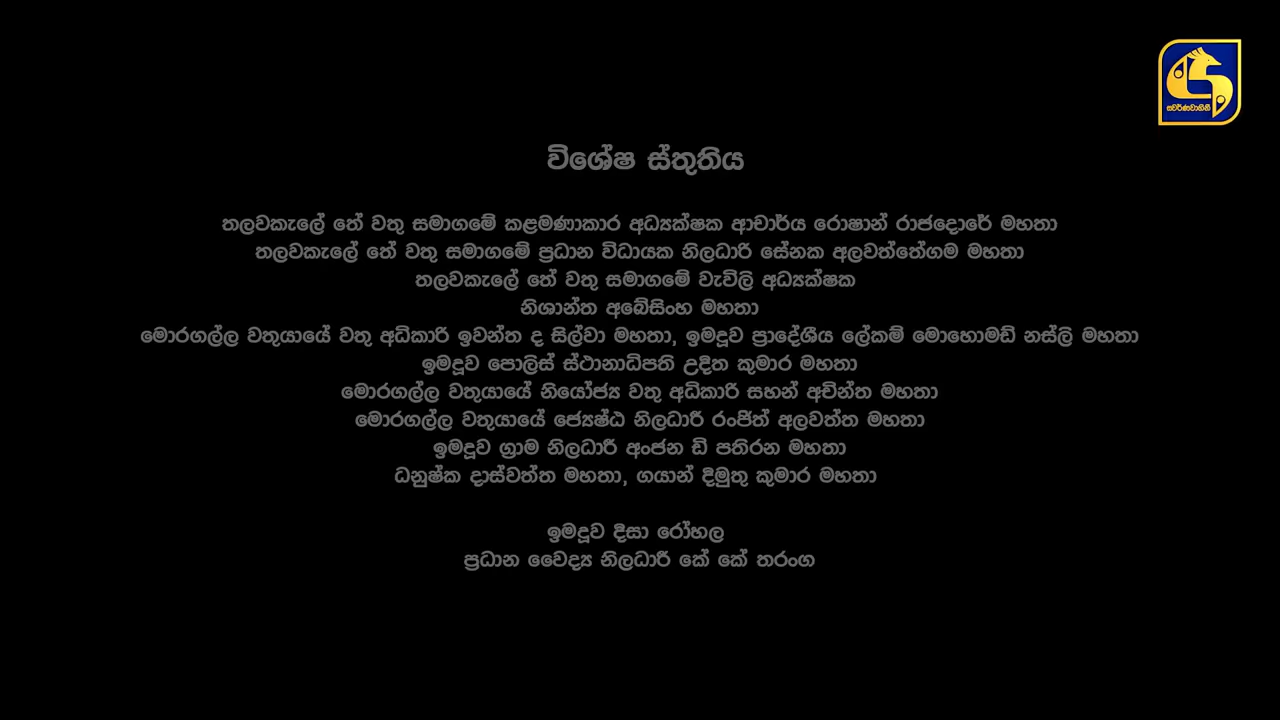 ස්වර්ණවාහිනී
විශේෂ ස්තුතිය
තලවකැලේ තේ වතු සමාගමේ කළමණාකාර අධ්‍යක්ෂක ආචාර්ය රොෂාන් රාජදොරේ මහතා
තලවකැලේ තේ වතු සමාගමේ ප්‍රධාන විධායක නිලධාරි සේනක අලවත්තේගම මහතා
තලවකැලේ තේ වතු සමාගමේ වැවිලි අධ්‍යක්ෂක
නිශාන්ත අබේසිංහ මහතා
මොරගල්ල වතුයායේ වතු අධිකාරි ඉවන්ත ද සිල්වා මහතා, ඉමදූව ප්‍රාදේශීය ලේකම් මොහොමඩ් නස්ලි මහතා
ඉමදූව පොලිස් ස්ථානාධිපති උදිත කුමාර මහතා
මොරගල්ල වතුයායේ නියෝජ්‍ය වතු අධිකාරි සහන් අචින්ත මහතා
මොරගල්ල වතුයායේ ජ්‍යෙෂ්ඨ නිලධාරී රංජිත් අලවත්ත මහතා
ඉමදූව ග්‍රාම නිලධාරී අංජන ඩි පතිරන මහතා
ධනුෂ්ක දාස්වත්ත මහතා, ගයාන් දිමුතු කුමාර මහතා
ඉමදූව දිසා රෝහල
ප්‍රධාන වෛද්‍ය නිලධාරී කේ කේ තරංග